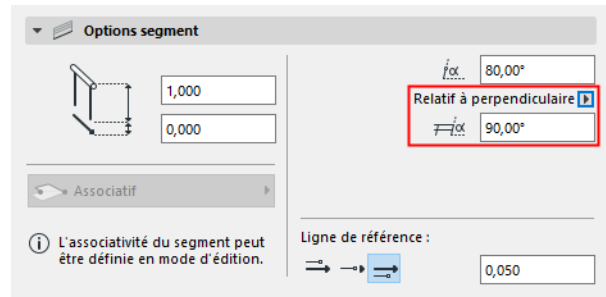 Options segment
1,000
0,000
Associatif
L'associativité du segment peut
être définie en mode d'édition.
α 80,00°
Relatif à perpendiculaire
α 90,00°
Ligne de référence :
0,050